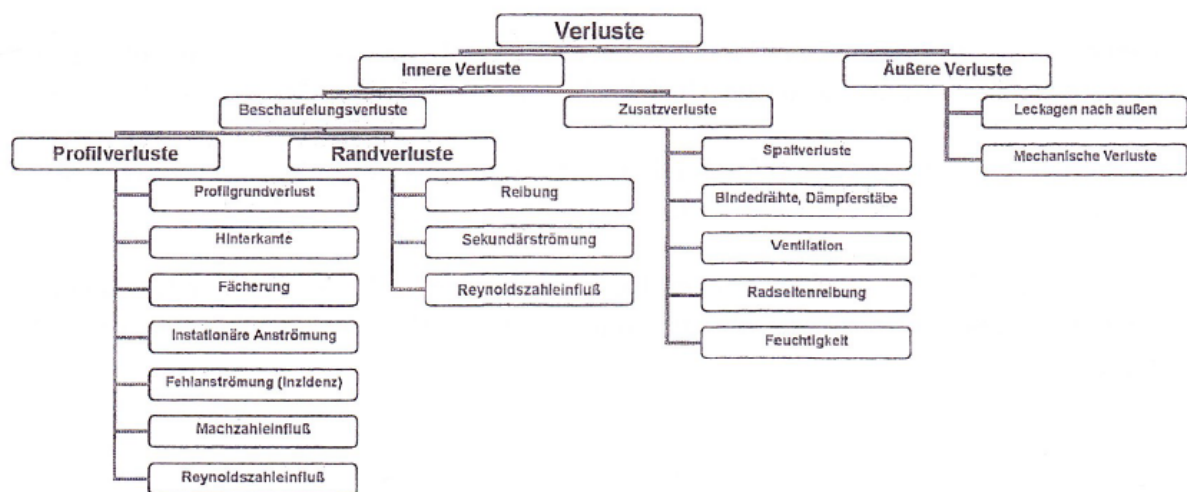 Verluste
Innere Verluste
Äußere Verluste
Beschaufelungsverluste
Zusatzverluste
Leckagen nach außen
Mechanische Verluste
Profilverluste
Randverluste
Spaltverluste
Bindedrähte, Dämpferstäbe
Ventilation
Radseitenreibung
Feuchtigkeit
Profilgrundverlust
Hinterkante
Fächerung
Instationäre Anströmung
Fehlanströmung (Inzidenz)
Machzahleinfluß
Reynoldszahleinfluß
Reibung
Sekundärströmung
Reynoldszahleinfluß